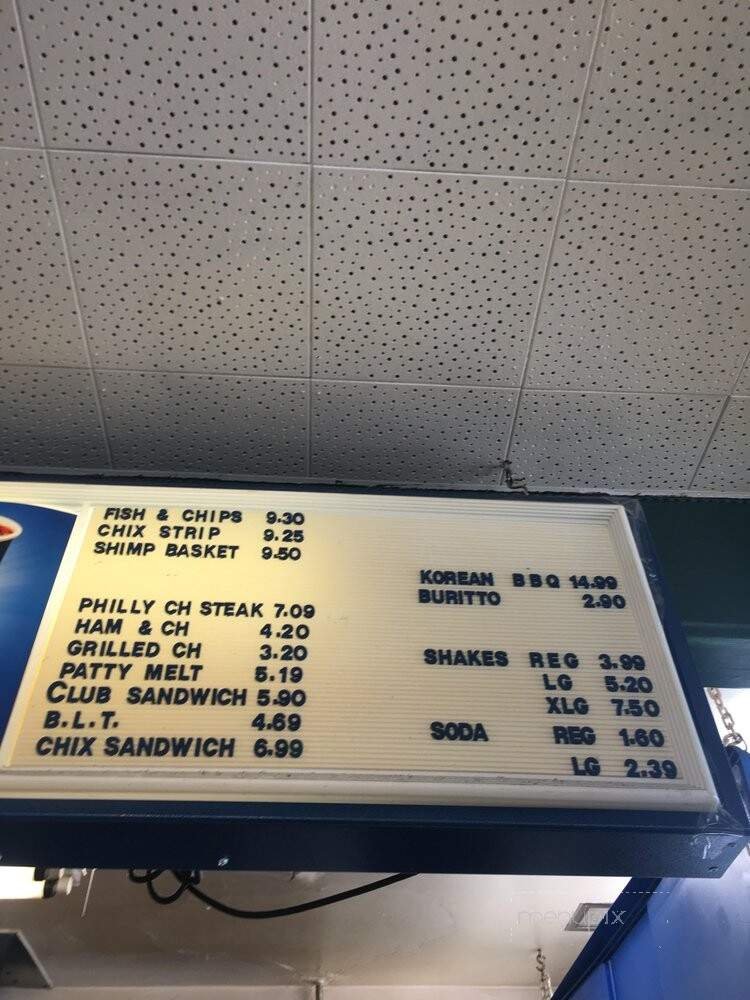 FISH & CHIPS 9.30
CHIX STRIP 9.25
SHIMP BASKET 9.50
PHILLY CH STEAK 7.09
HAM & CH 4.20
GRILLED CH 3.20
PATTY MELT 5.19
CLUB SANDWICH 5.90
B.L.T. 4.69
CHIX SANDWICH 6.99
KOREAN BBQ 14.99
BURITTO 2.90
SHAKES REG 3.99
LG 5.20
XLG 7.50
SODA REG 1.60
LG 2.39
menupix